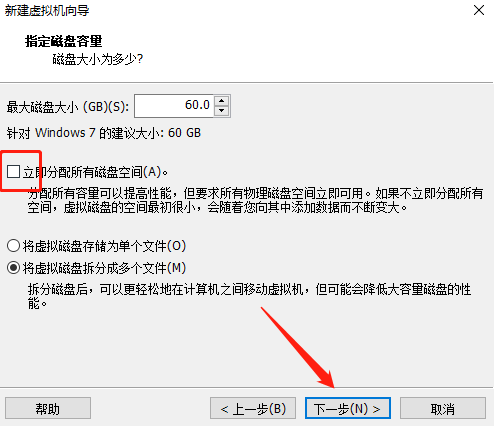 新建虚拟机向导
指定磁盘容量
磁盘大小为多少?
最大磁盘大小 (GB)(S): 60.0
针对 Windows 7 的建议大小: 60 GB
立即分配所有磁盘空间(A)。
分配所有容量可以提高性能，但要求所有物理磁盘空间立即可用。如果不立即分配所有
空间，虚拟磁盘的空间最初很小，会随着您向其中添加数据而不断变大。
将虚拟磁盘存储为单个文件(O)
将虚拟磁盘拆分成多个文件(M)
拆分磁盘后，可以更轻松地在计算机之间移动虚拟机，但可能会降低大容量磁盘的性
能。
帮助 < 上一步(B) 下一步(N) > 取消